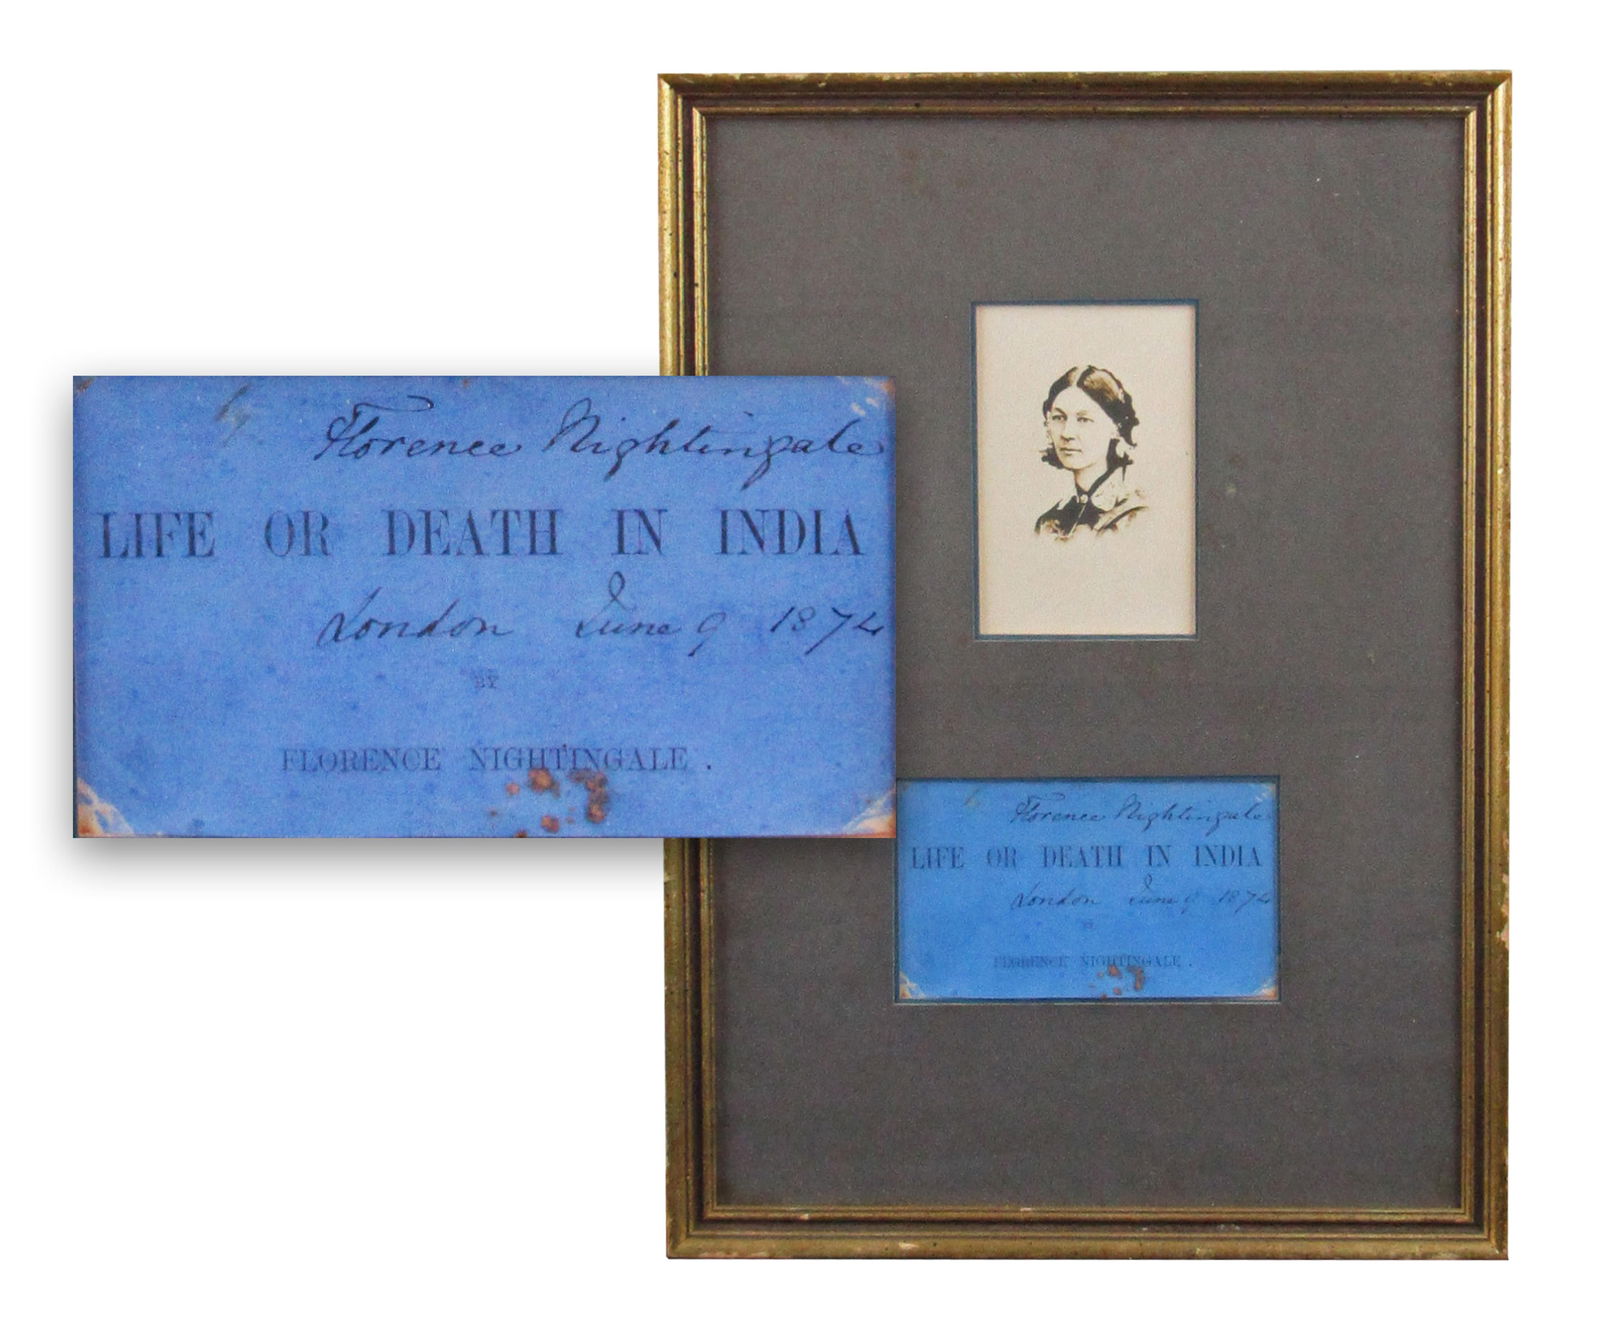 Florence Nightingale
LIFE OR DEATH IN INDIA
London June 9 1874
BY
FLORENCE NIGHTINGALE.
Florence Nightingale
LIFE OR DEATH IN INDIA
London June 9 1874
BY
FLORENCE NIGHTINGALE.